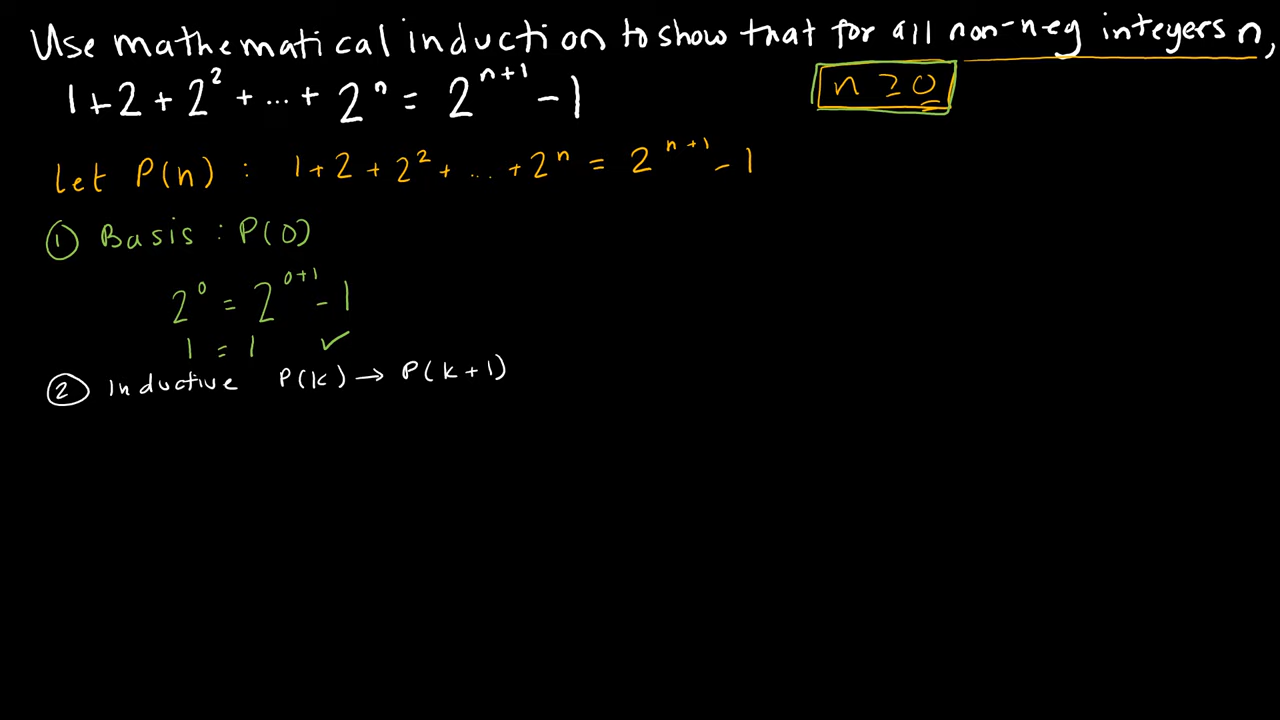 Use mathematical induction to show that for all non-neg integers n,
1 + 2 + 2² + ... + 2ⁿ = 2ⁿ⁺¹ - 1
n ≥ 0
Let P(n) : 1 + 2 + 2² + ... + 2ⁿ = 2ⁿ⁺¹ - 1
① Basis : P(0)
2⁰ = 2⁰⁺¹ - 1
1 = 1 ✓
② Inductive P(k) → P(k+1)